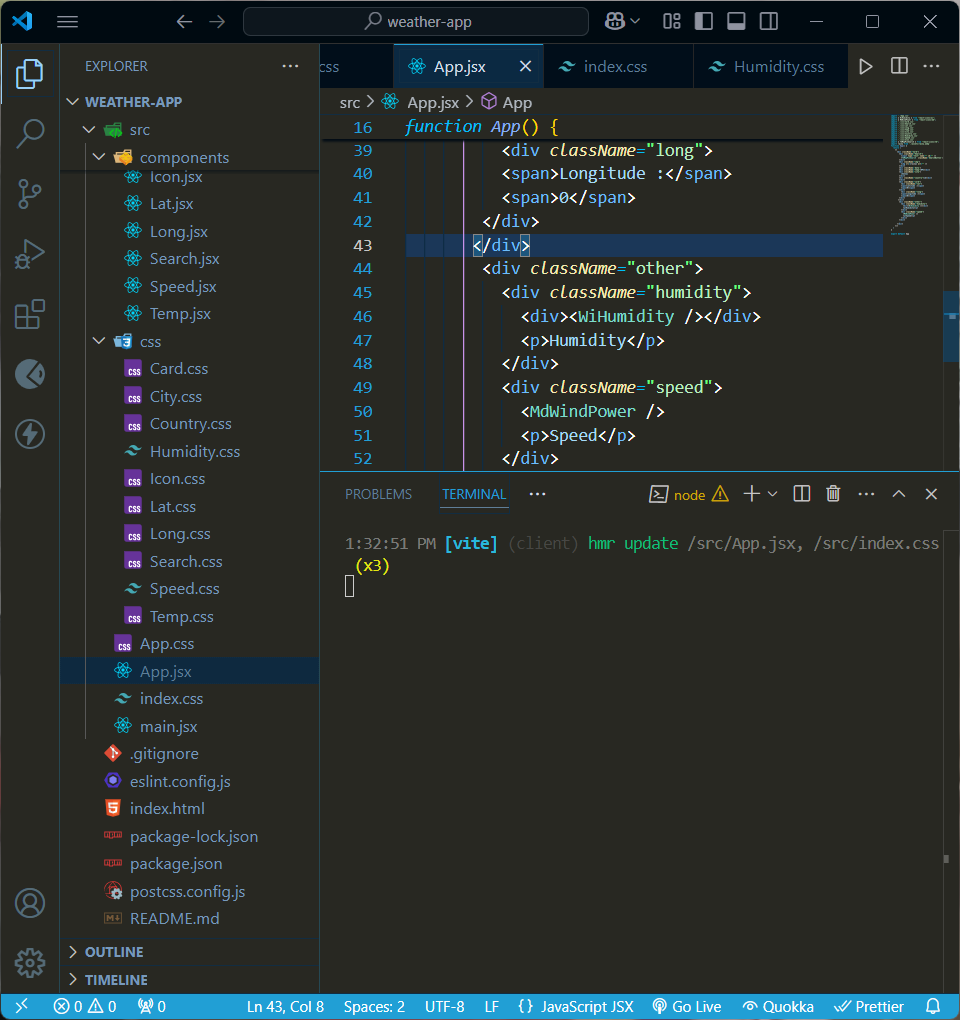 weather-app
EXPLORER
WEATHER-APP
src
components
Icon.jsx
Lat.jsx
Long.jsx
Search.jsx
Speed.jsx
Temp.jsx
css
Card.css
City.css
Country.css
Humidity.css
Icon.css
Lat.css
Long.css
Search.css
Speed.css
Temp.css
App.css
App.jsx
index.css
main.jsx
.gitignore
eslint.config.js
index.html
package-lock.json
package.json
postcss.config.js
README.md
OUTLINE
TIMELINE
css App.jsx index.css Humidity.css
src > App.jsx > App
16 function App() {
39 <div className="long">
40 <span>Longitude :</span>
41 <span>0</span>
42 </div>
43 </div>
44 <div className="other">
45 <div className="humidity">
46 <div><WiHumidity /></div>
47 <p>Humidity</p>
48 </div>
49 <div className="speed">
50 <MdWindPower />
51 <p>Speed</p>
52 </div>
PROBLEMS TERMINAL node
1:32:51 PM [vite] (client) hmr update /src/App.jsx, /src/index.css
(x3)
0 0 0 Ln 43, Col 8 Spaces: 2 UTF-8 LF {} JavaScript JSX Go Live Quokka Prettier